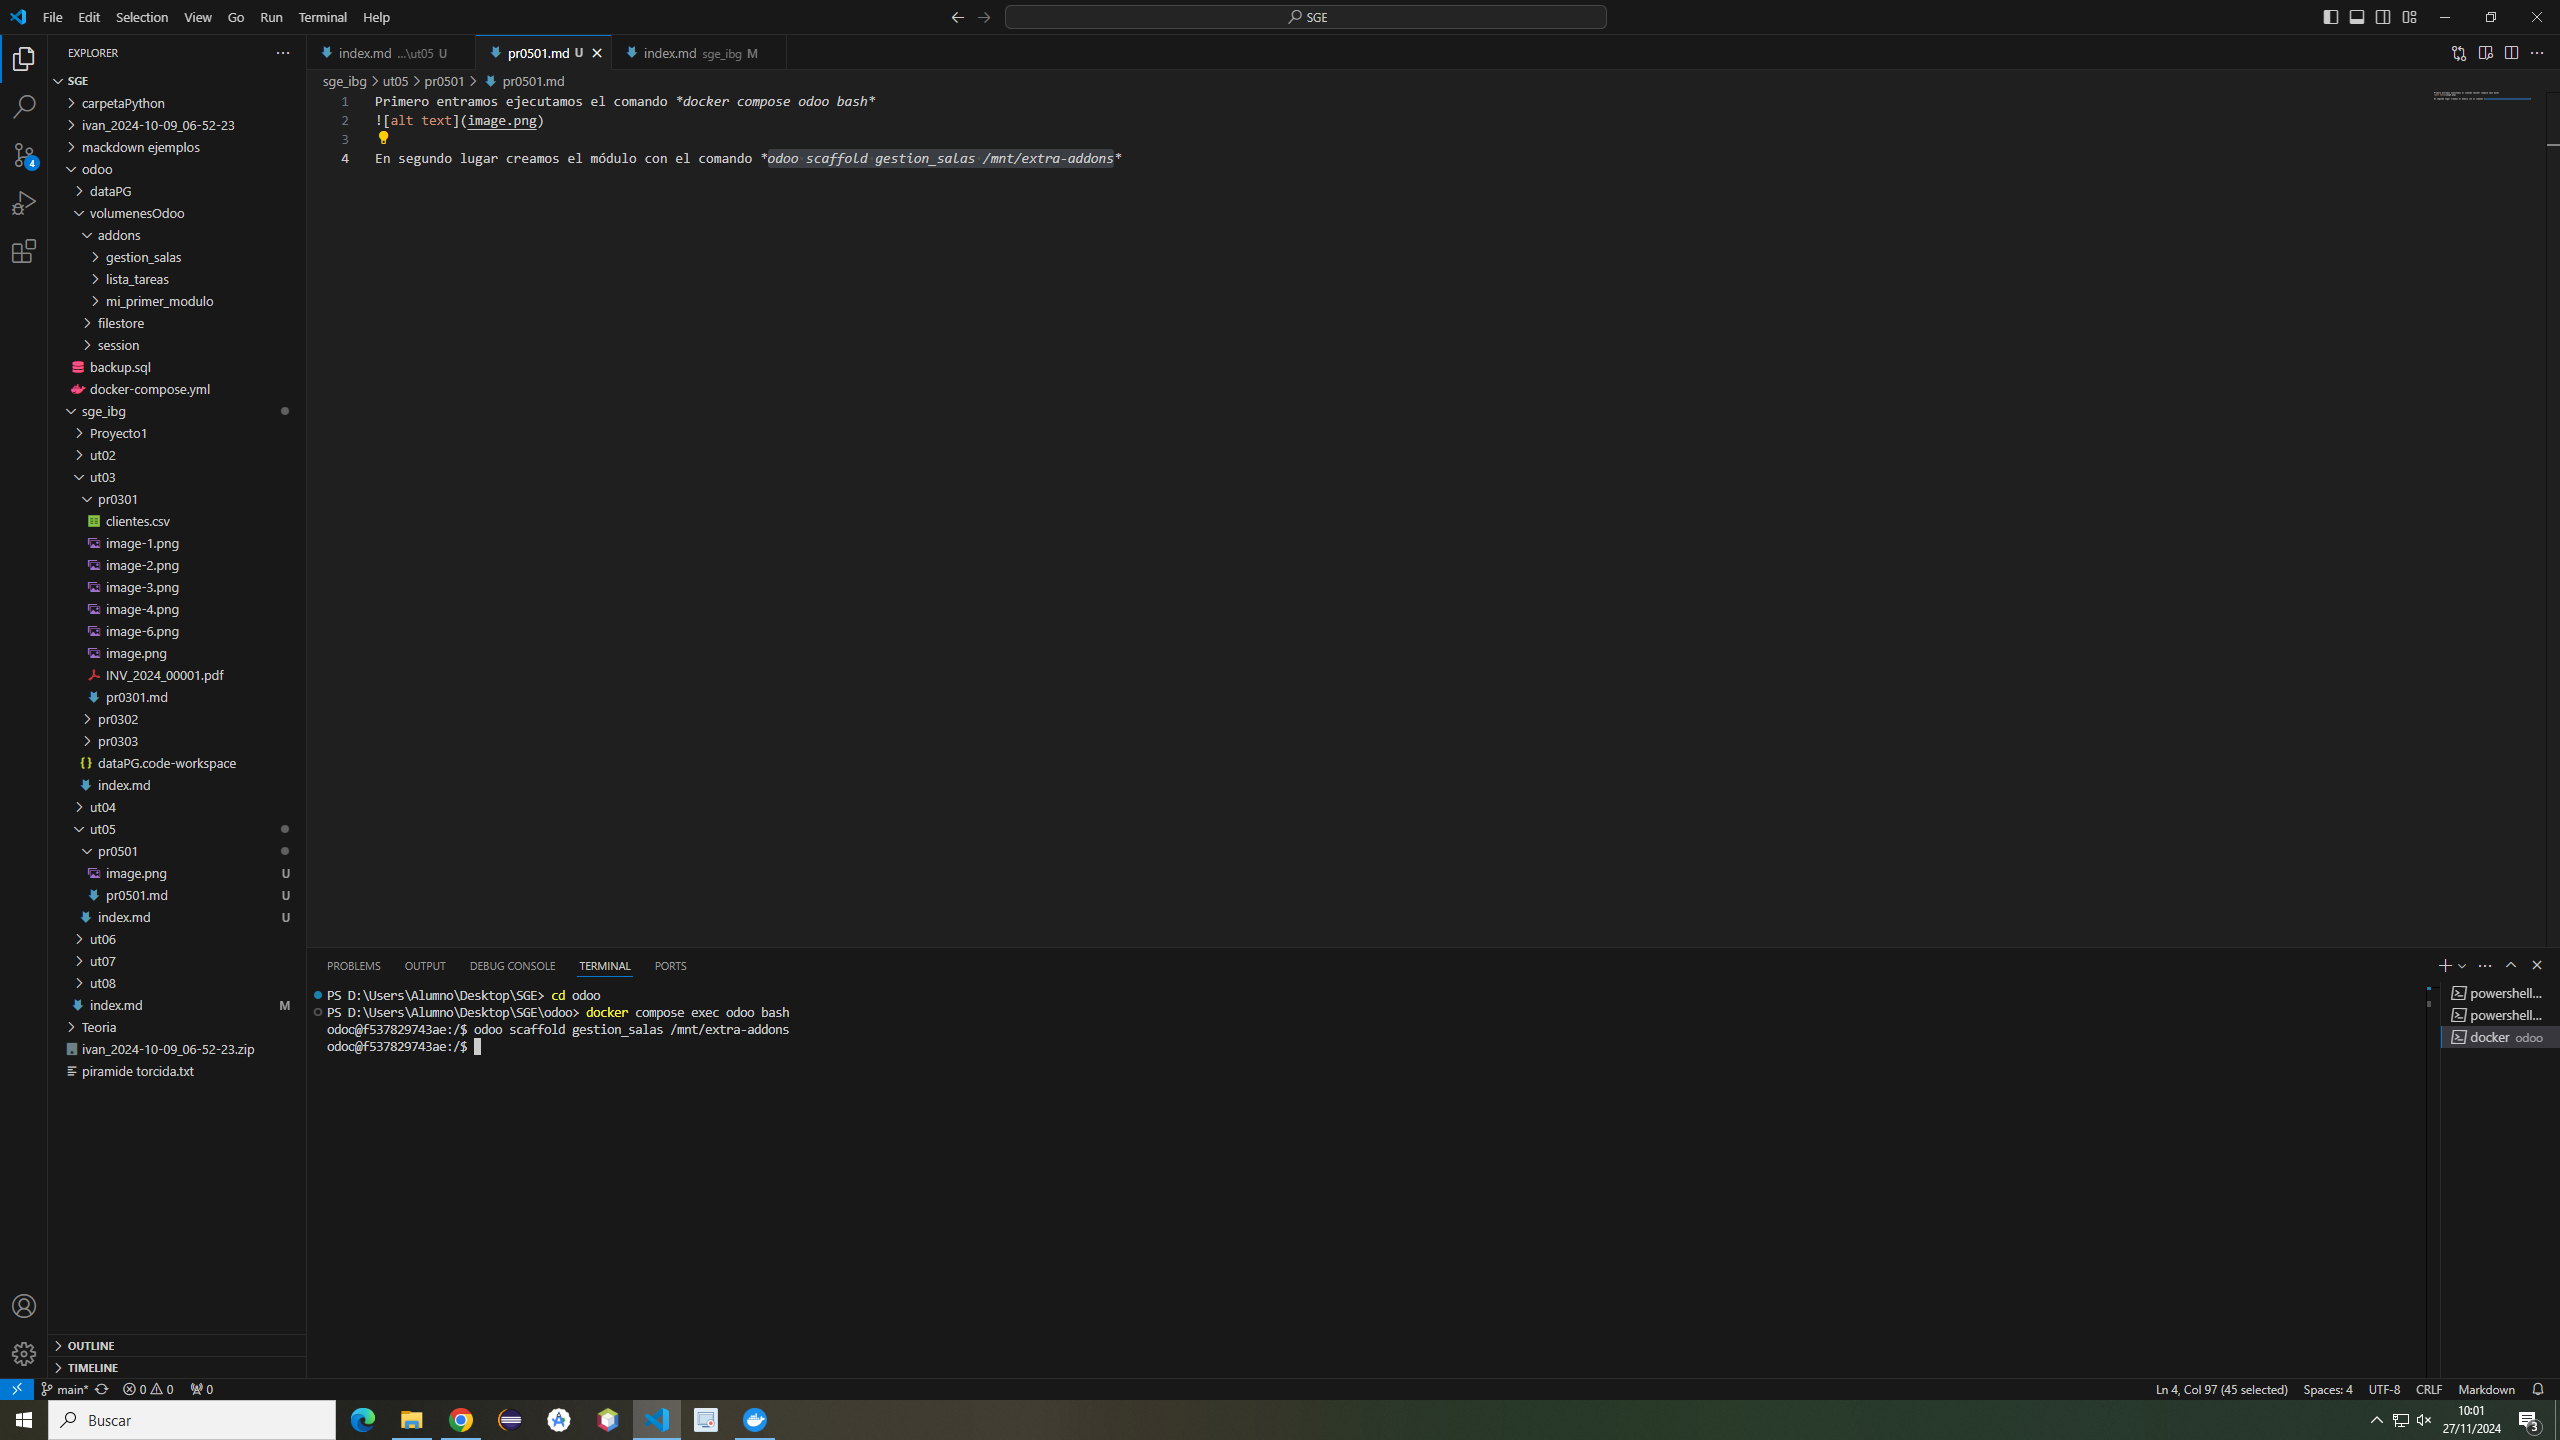 File Edit Selection View Go Run Terminal Help
SGE
EXPLORER
SGE
carpetaPython
ivan_2024-10-09_06-52-23
mackdown ejemplos
odoo
dataPG
volumenesOdoo
addons
gestion_salas
lista_tareas
mi_primer_modulo
filestore
session
backup.sql
docker-compose.yml
sge_ibg
Proyecto1
ut02
ut03
pr0301
clientes.csv
image-1.png
image-2.png
image-3.png
image-4.png
image-6.png
image.png
INV_2024_00001.pdf
pr0301.md
pr0302
pr0303
dataPG.code-workspace
index.md
ut04
ut05
pr0501
image.png U
pr0501.md U
index.md U
ut06
ut07
ut08
index.md M
Teoria
ivan_2024-10-09_06-52-23.zip
piramide torcida.txt
OUTLINE
TIMELINE
index.md ...\ut05 U
pr0501.md U
index.md sge_ibg M
sge_ibg > ut05 > pr0501 > pr0501.md
1 Primero entramos ejecutamos el comando *docker compose odoo bash*
2 ![alt text](image.png)
3
4 En segundo lugar creamos el módulo con el comando *odoo scaffold gestion_salas /mnt/extra-addons*
PROBLEMS OUTPUT DEBUG CONSOLE TERMINAL PORTS
PS D:\Users\Alumno\Desktop\SGE> cd odoo
PS D:\Users\Alumno\Desktop\SGE\odoo> docker compose exec odoo bash
odoo@f537829743ae:/$ odoo scaffold gestion_salas /mnt/extra-addons
odoo@f537829743ae:/$
powershell...
powershell...
docker odoo
4
main* 0 0 0
Ln 4, Col 97 (45 selected) Spaces: 4 UTF-8 CRLF Markdown
Buscar
10:01
27/11/2024
3